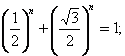 (1/2)^n + (√3/2)^n = 1;